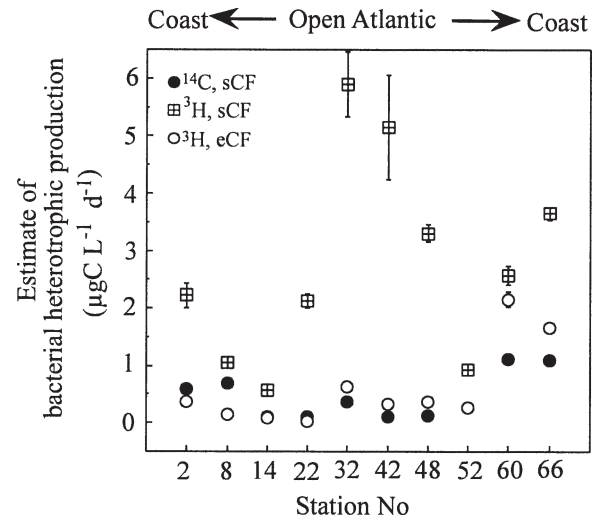 Coast Open Atlantic Coast
¹⁴C, sCF
³H, sCF
³H, eCF
Estimate of
bacterial heterotrophic production
(µgC L⁻¹ d⁻¹)
6
5
4
3
2
1
0
2 8 14 22 32 42 48 52 60 66
Station No